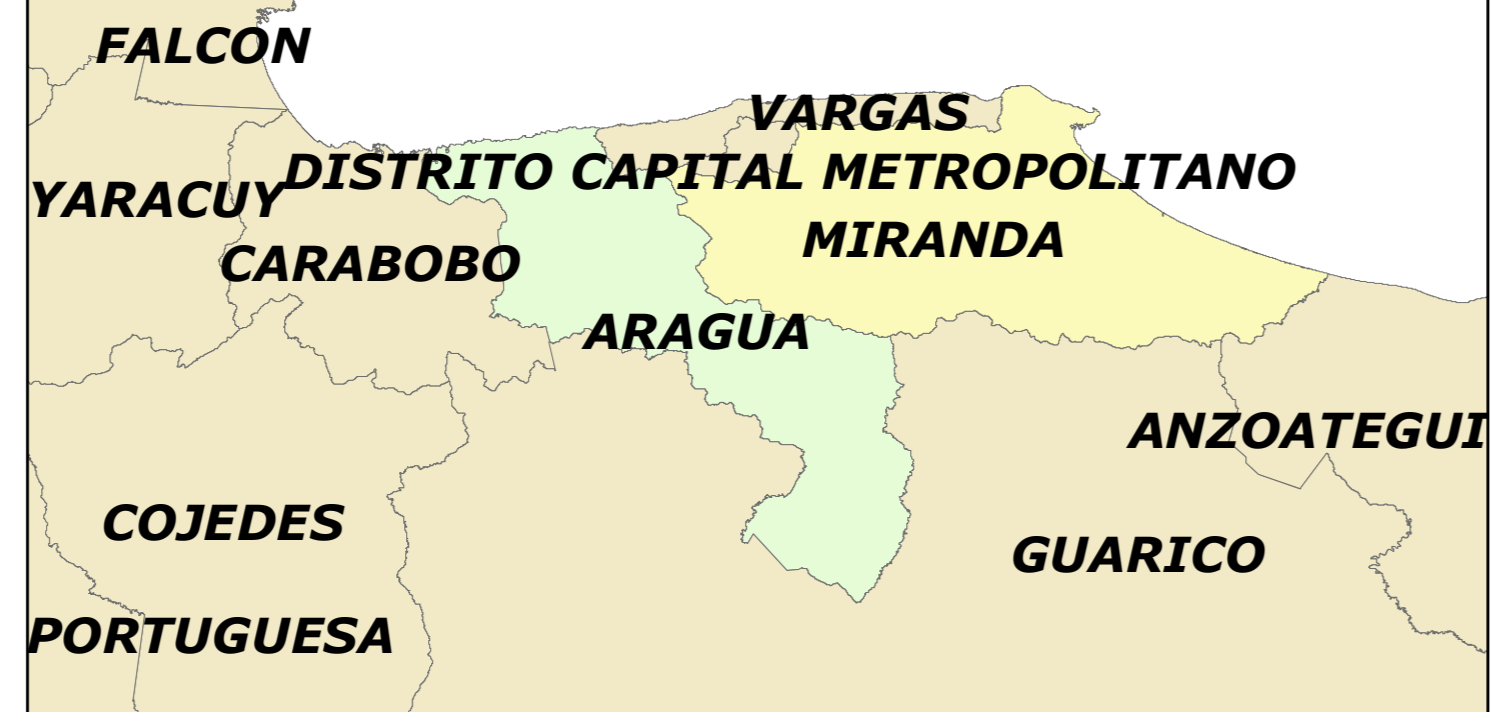 FALCON
VARGAS
DISTRITO CAPITAL METROPOLITANO
YARACUY
MIRANDA
CARABOBO
ARAGUA
ANZOATEGUI
COJEDES
GUARICO
PORTUGUESA